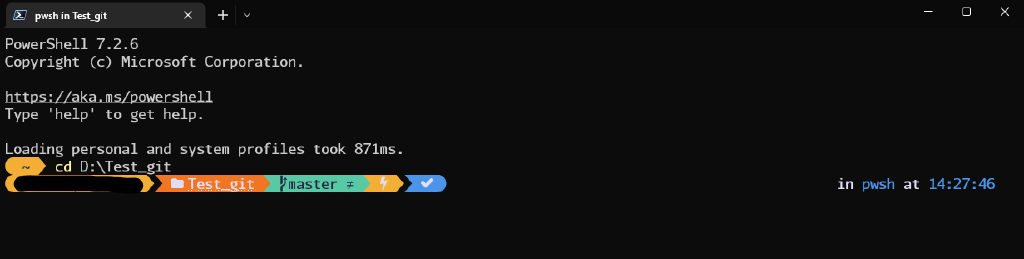 pwsh in Test_git
PowerShell 7.2.6
Copyright (c) Microsoft Corporation.
https://aka.ms/powershell
Type 'help' to get help.
Loading personal and system profiles took 871ms.
~ cd D:\Test_git
Test_git master ≢ in pwsh at 14:27:46